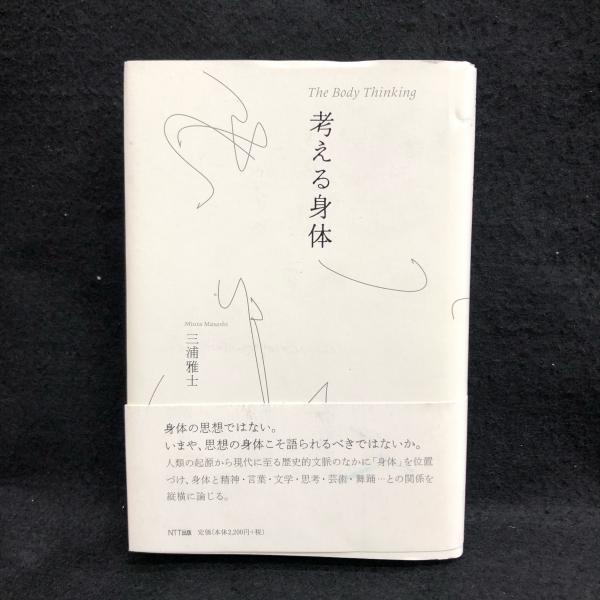 The Body Thinking
考える身体
Miura Masashi
三浦雅士
身体の思想ではない。
いまや、思想の身体こそ語られるべきではないか。
人類の起源から現代に至る歴史的文脈のなかに「身体」を位置
づけ、身体と精神・言葉・文学・思考・芸術・舞踊…との関係を
縦横に論じる。
NTT出版 定価(本体2,200円+税)